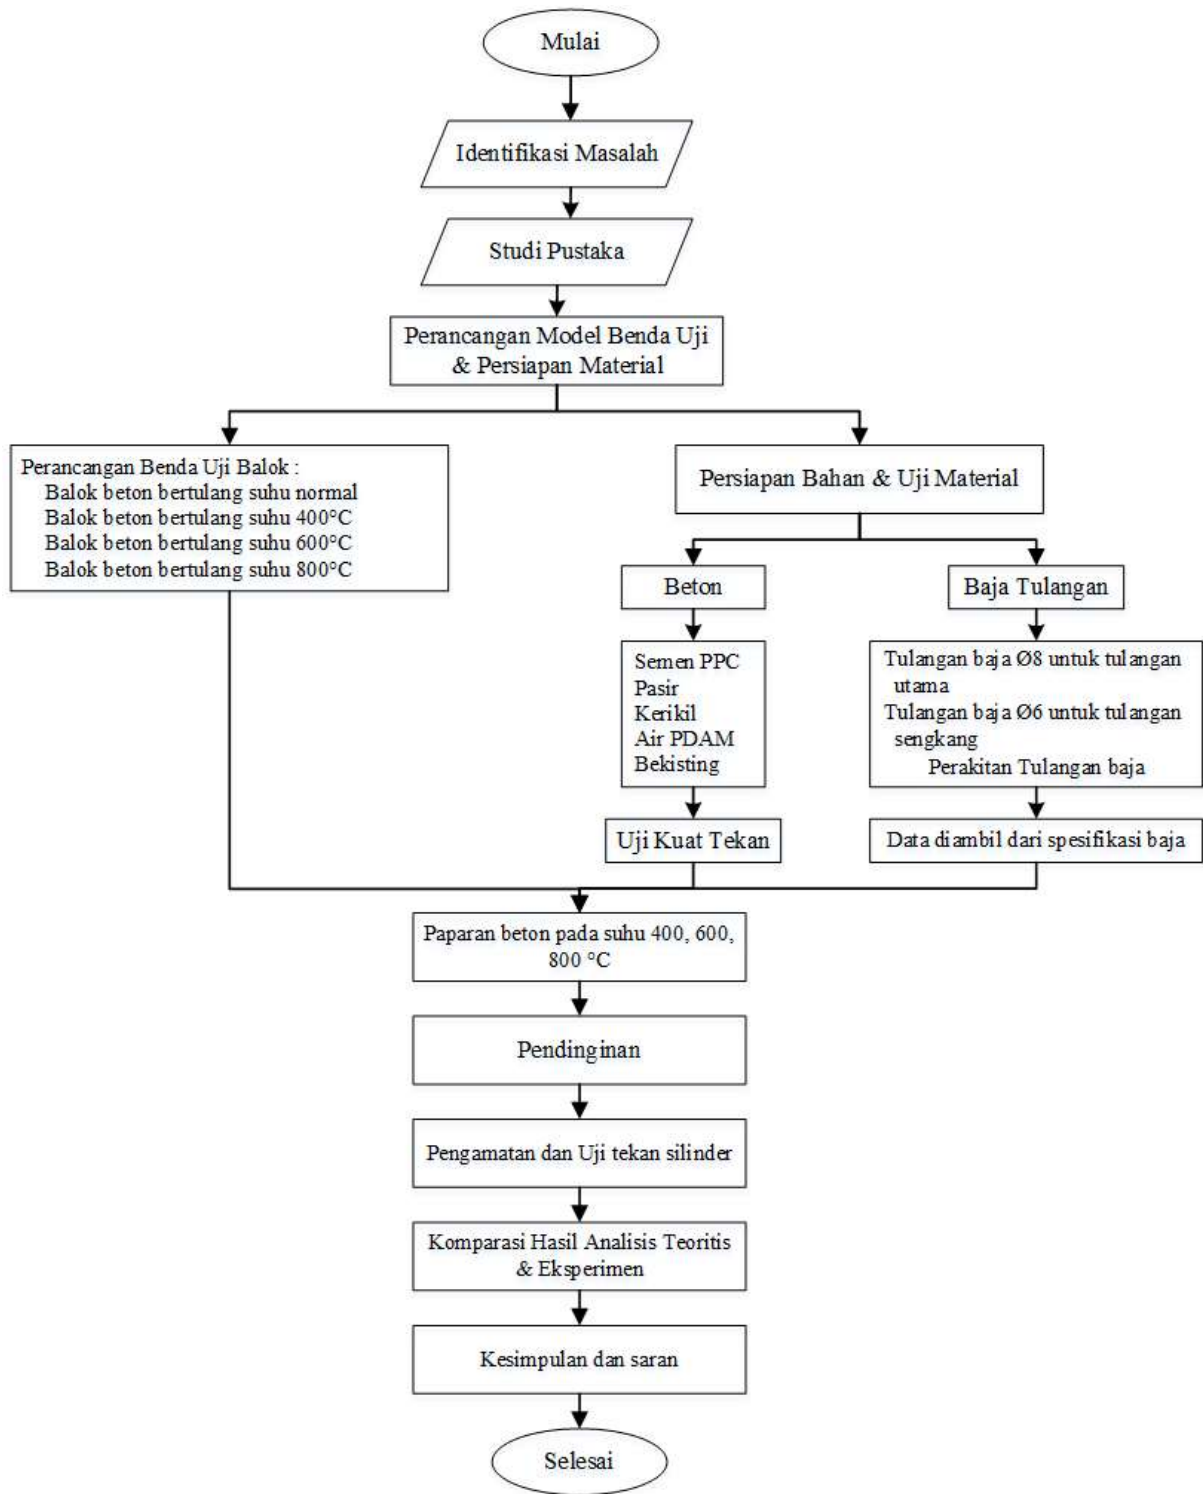 Mulai
Identifikasi Masalah
Studi Pustaka
Perancangan Model Benda Uji
& Persiapan Material
Perancangan Benda Uji Balok :
Balok beton bertulang suhu normal
Balok beton bertulang suhu 400°C
Balok beton bertulang suhu 600°C
Balok beton bertulang suhu 800°C
Persiapan Bahan & Uji Material
Beton
Baja Tulangan
Semen PPC
Pasir
Kerikil
Air PDAM
Bekisting
Tulangan baja Ø8 untuk tulangan
utama
Tulangan baja Ø6 untuk tulangan
sengkang
Perakitan Tulangan baja
Uji Kuat Tekan
Data diambil dari spesifikasi baja
Paparan beton pada suhu 400, 600,
800 °C
Pendinginan
Pengamatan dan Uji tekan silinder
Komparasi Hasil Analisis Teoritis
& Eksperimen
Kesimpulan dan saran
Selesai